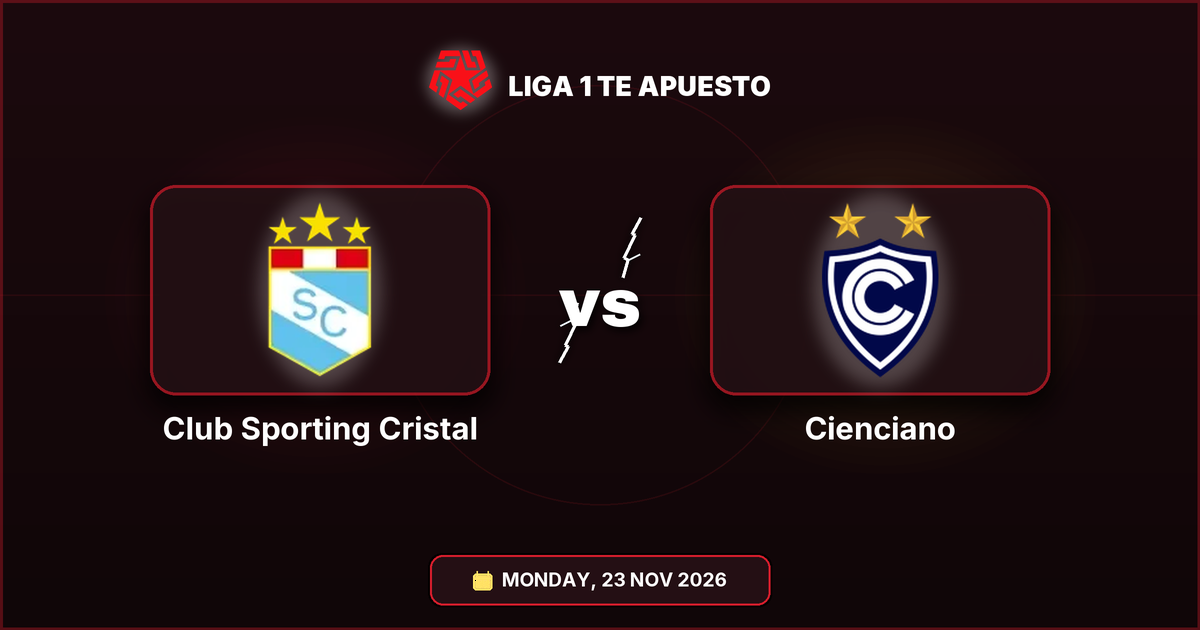 LIGA 1 TE APUESTO
SC
C
vs
Club Sporting Cristal
Cienciano
MONDAY, 23 NOV 2026